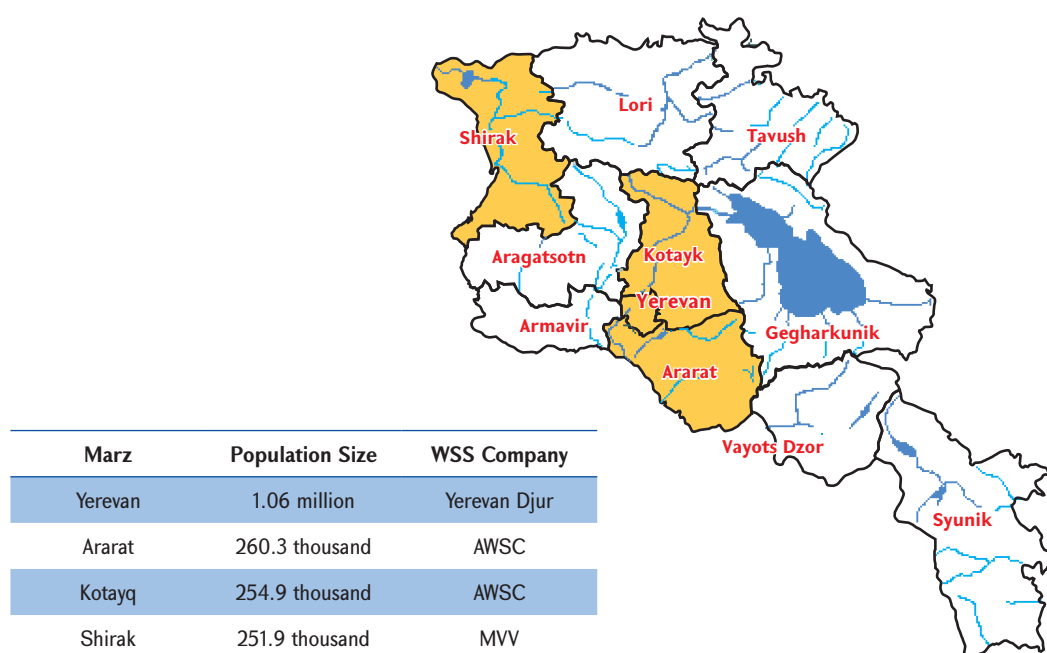 Lori
Shirak
Tavush
Aragatsotn
Kotayk
Yerevan
Armavir
Gegharkunik
Ararat
Vayots Dzor
Syunik
Marz Population Size WSS Company
Yerevan 1.06 million Yerevan Djur
Ararat 260.3 thousand AWSC
Kotayq 254.9 thousand AWSC
Shirak 251.9 thousand MVV